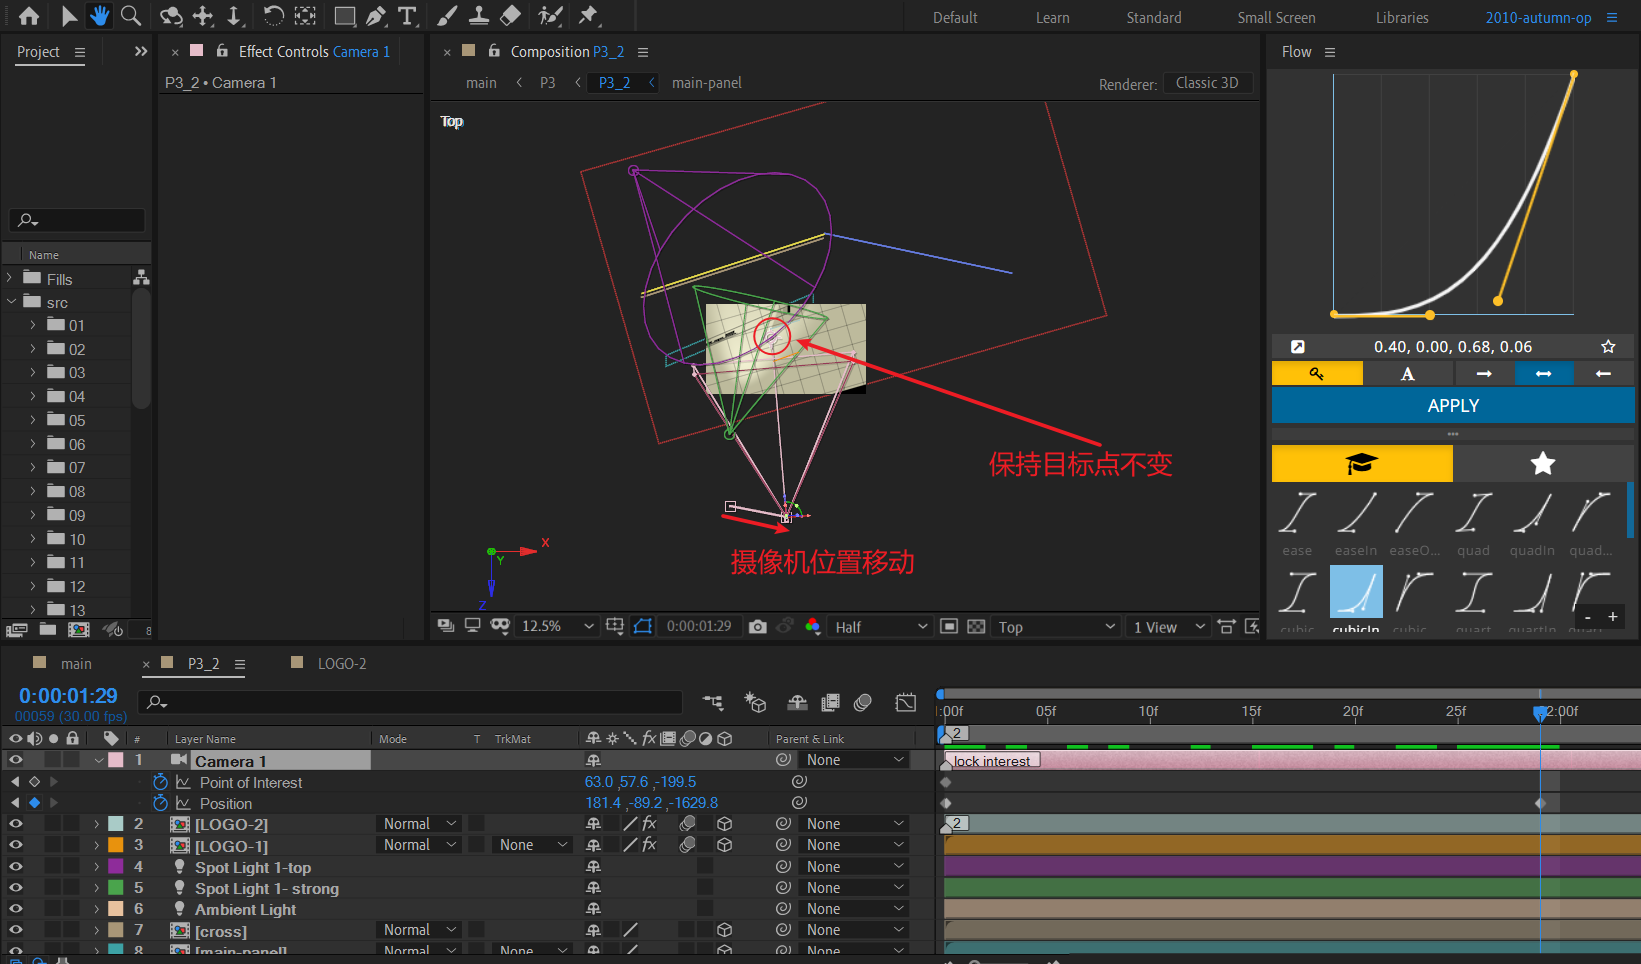 Default
Learn
Standard
Small Screen
Libraries
2010-autumn-op
Project
Effect Controls Camera 1
Composition P3_2
Flow
P3_2 • Camera 1
main
P3
P3_2
main-panel
Renderer:
Classic 3D
Top
0.40, 0.00, 0.68, 0.06
A
APPLY
Name
Fills
src
01
02
03
04
05
06
07
08
09
10
11
12
13
保持目标点不变
摄像机位置移动
X
Y
Z
ease
easeIn
easeO...
quad
quadIn
quad...
cubic
cubicIn
cubic
quart
quartIn
- +
12.5%
0:00:01:29
Half
Top
1 View
8
main
P3_2
LOGO-2
0:00:01:29
00059 (30.00 fps)
:00f
05f
10f
15f
20f
25f
2:00f
#
Layer Name
Mode
T
TrkMat
Parent & Link
2
1
Camera 1
None
lock interest
Point of Interest
63.0 ,57.6 ,-199.5
Position
181.4 ,-89.2 ,-1629.8
2
[LOGO-2]
Normal
None
2
3
[LOGO-1]
Normal
None
None
4
Spot Light 1-top
None
5
Spot Light 1- strong
None
6
Ambient Light
None
7
[cross]
Normal
None
8
[main-panel]
Normal
None
None